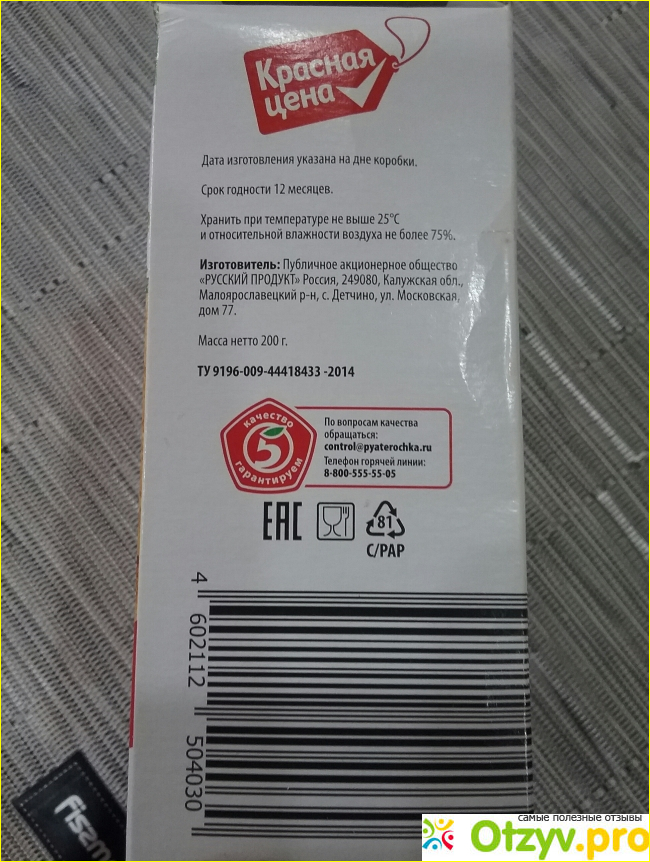 Красная
цена
Дата изготовления указана на дне коробки.
Срок годности 12 месяцев.
Хранить при температуре не выше 25°С
и относительной влажности воздуха не более 75%.
Изготовитель: Публичное акционерное общество
«РУССКИЙ ПРОДУКТ» Россия, 249080, Калужская обл.,
Малоярославецкий р-н, с. Детчино, ул. Московская,
дом 77.
Масса нетто 200 г.
ТУ 9196-009-44418433 -2014
качество
5
гарантируем
По вопросам качества
обращаться:
control@pyaterochka.ru
Телефон горячей линии:
8-800-555-55-05
EAC
81
C/PAP
4 602112 504030
самые полезные отзывы
Otzyv.pro